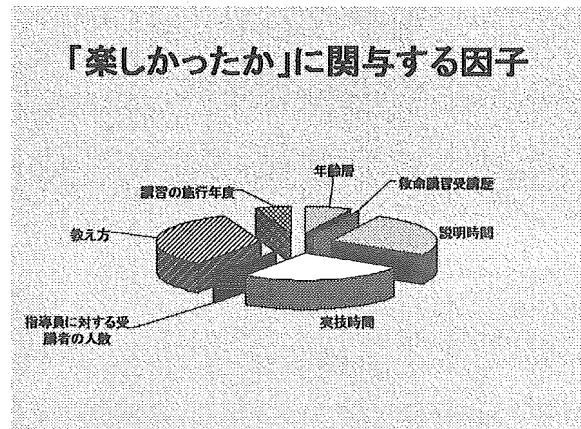 「楽しかったか」に関与する因子
年齢層
救命講習受講歴
講習の施行年度
教え方
説明時間
指導員に対する受
講者の人数
実技時間